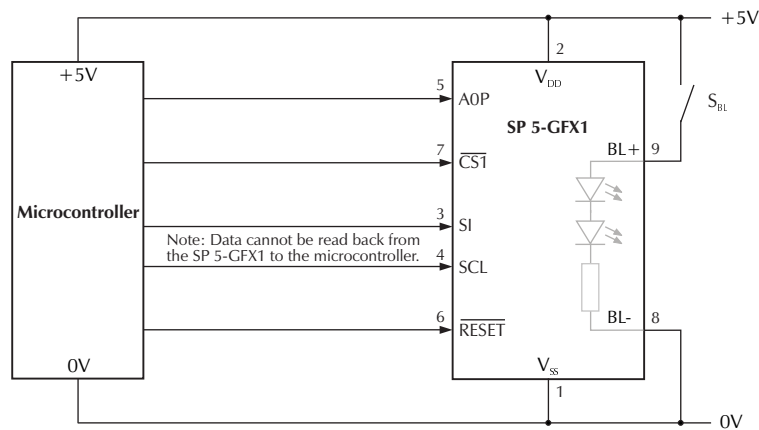 +5V
2
+5V
V_DD
5
A0P
SP 5-GFX1
S_BL
7
CS1
BL+
9
Microcontroller
3
SI
Note: Data cannot be read back from
the SP 5-GFX1 to the microcontroller.
4
SCL
6
RESET
BL-
8
0V
V_SS
1
0V